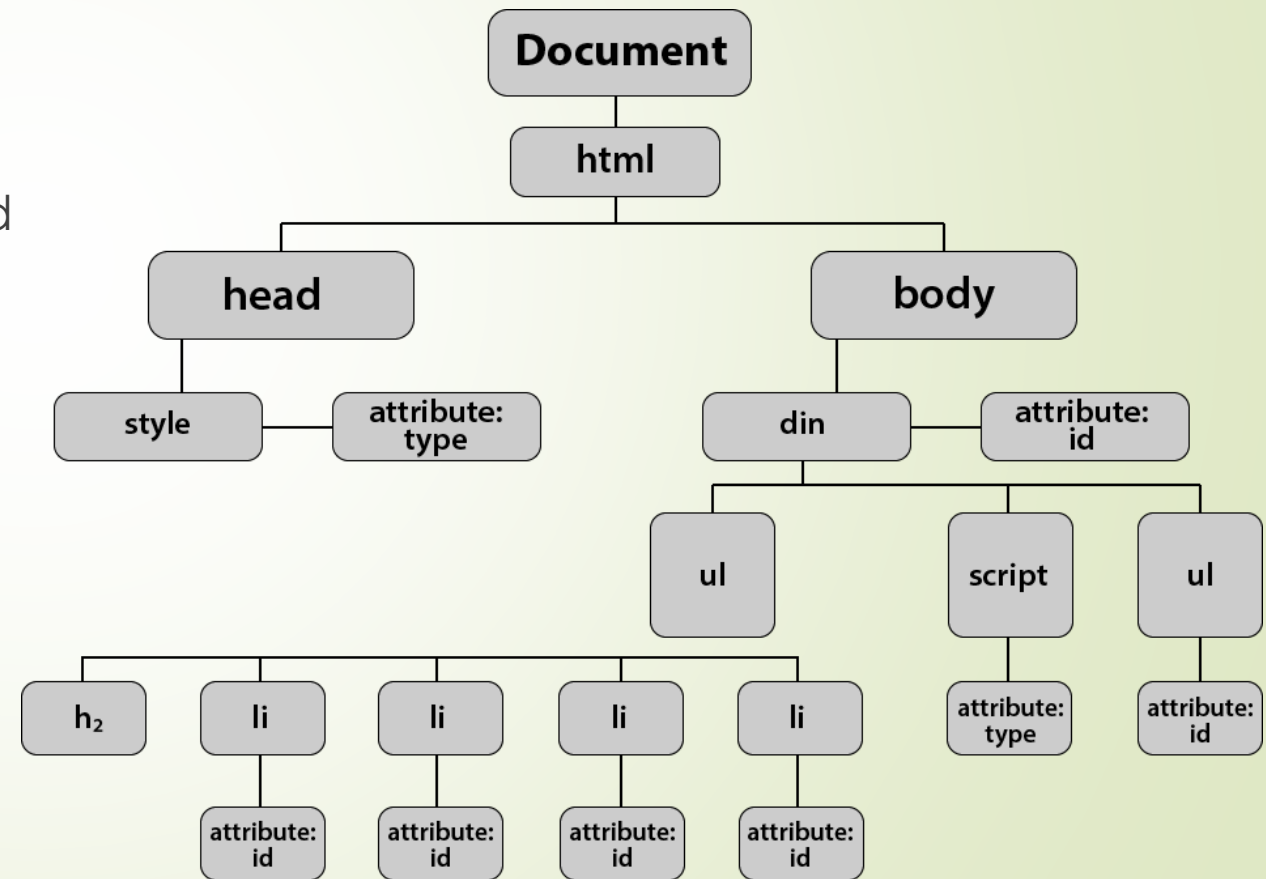 Document
html
d
head
body
style
attribute:
type
din
attribute:
id
ul
script
ul
h₂
li
li
li
li
attribute:
type
attribute:
id
attribute:
id
attribute:
id
attribute:
id
attribute:
id